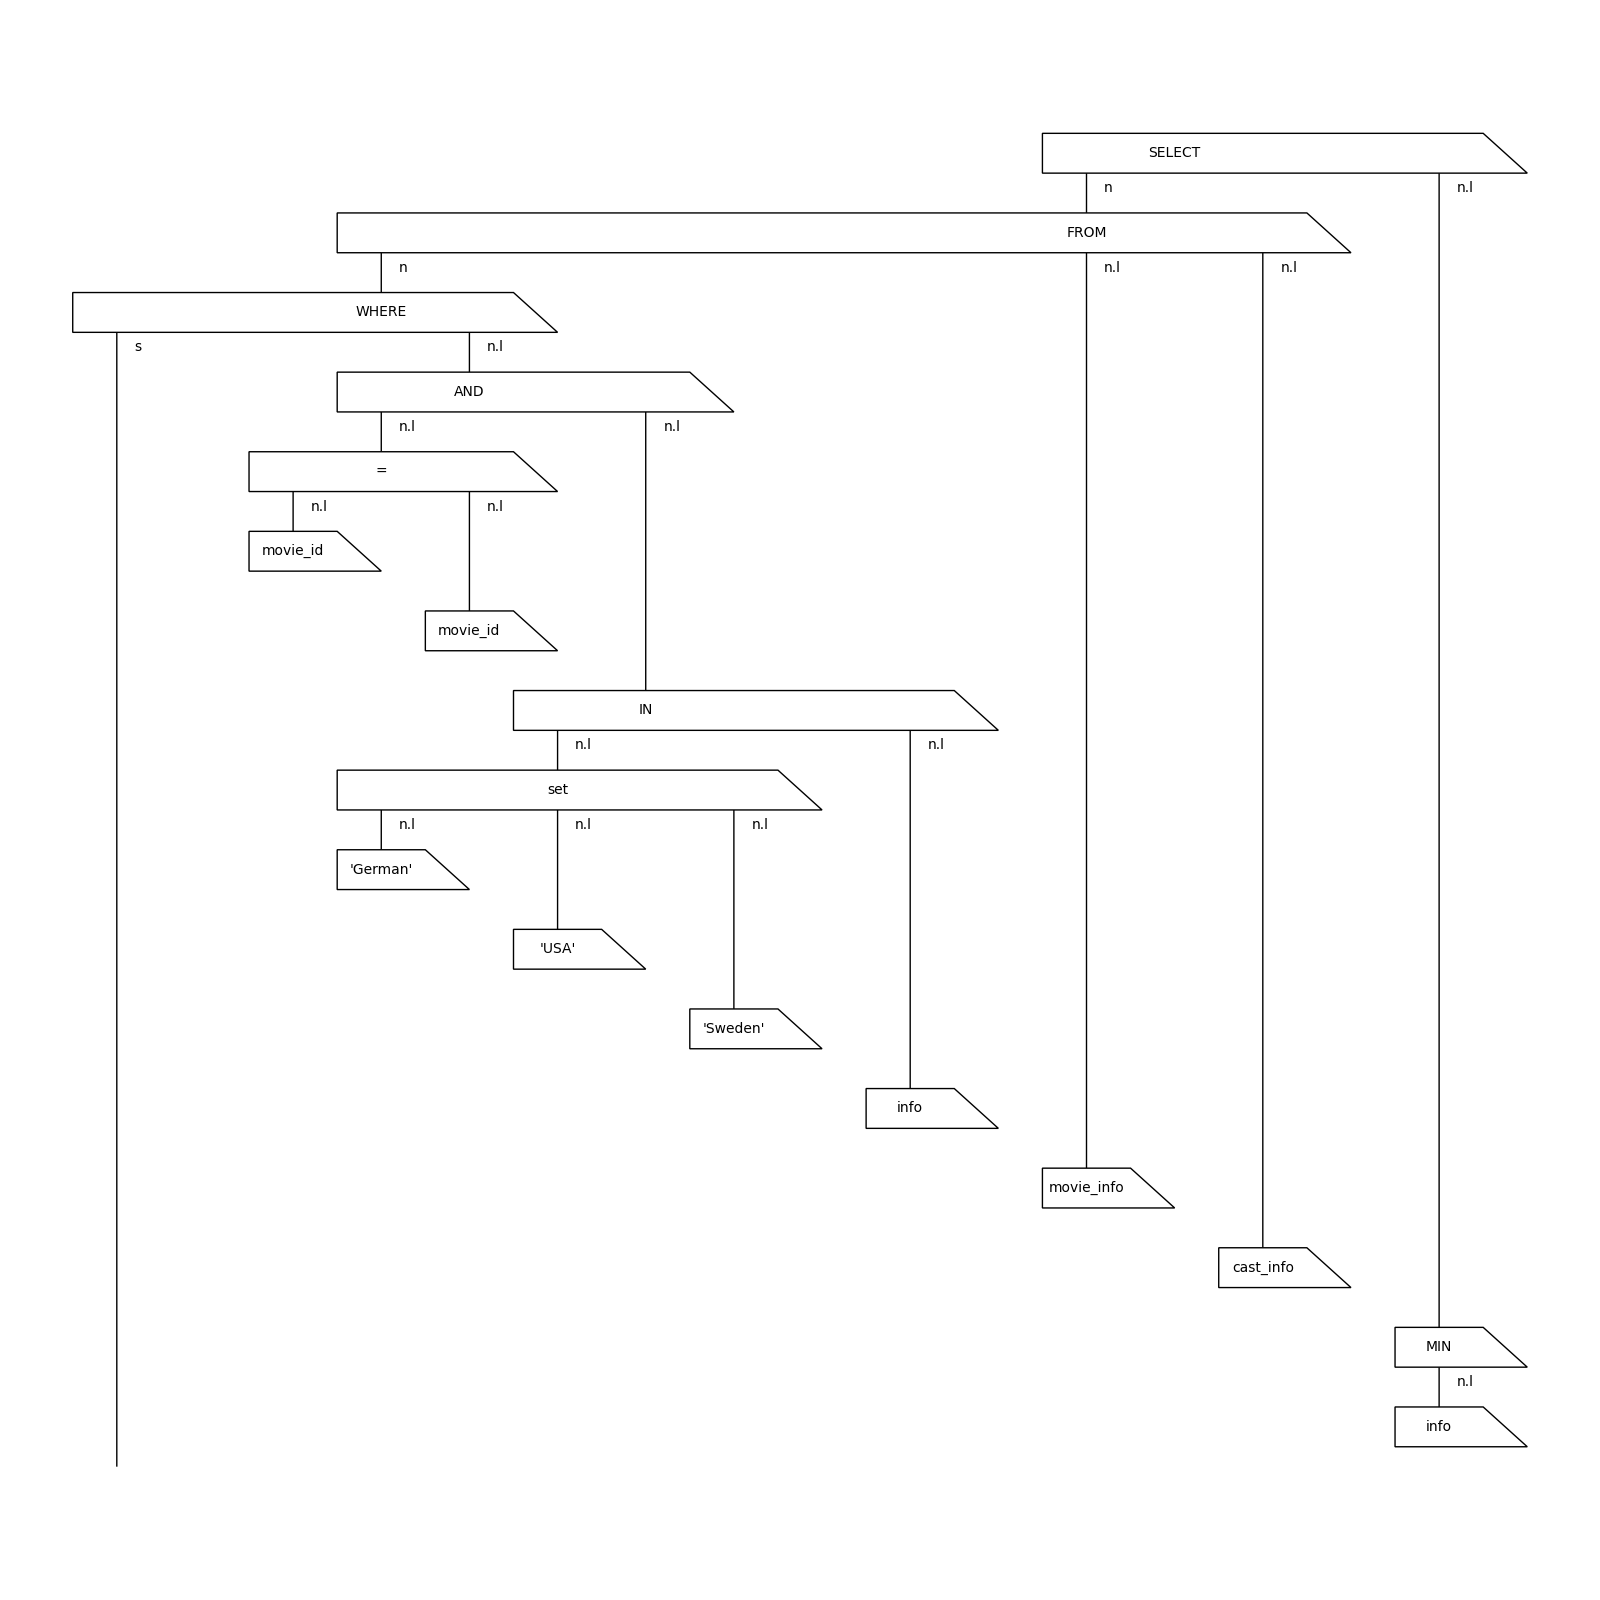 SELECT
n n.l
FROM
n n.l n.l
WHERE
s n.l
AND
n.l n.l
=
n.l n.l
movie_id
movie_id
IN
n.l n.l
set
n.l n.l n.l
'German'
'USA'
'Sweden'
info
movie_info
cast_info
MIN
n.l
info